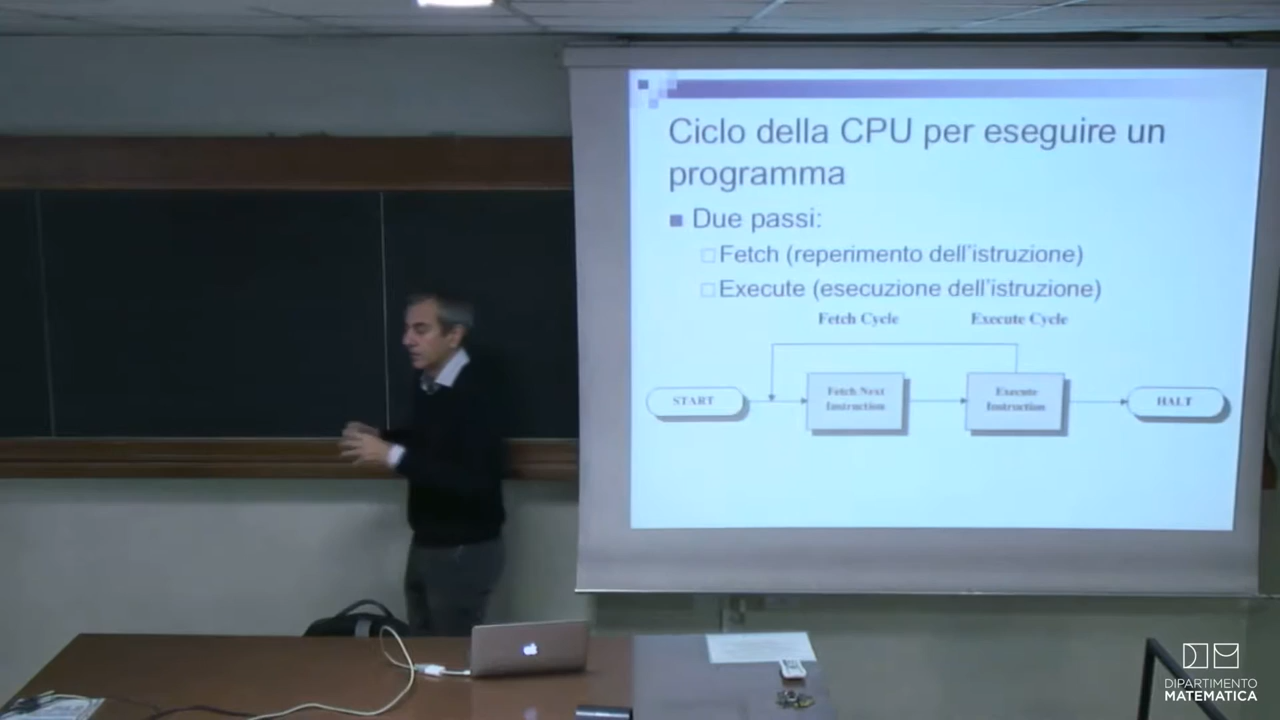 Ciclo della CPU per eseguire un
programma
Due passi:
Fetch (reperimento dell'istruzione)
Execute (esecuzione dell'istruzione)
Fetch Cycle
Execute Cycle
START
Fetch Next
Instruction
Execute
Instruction
HALT
DIPARTIMENTO
MATEMATICA